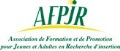 AFPJR
Association de Formation et de Promotion
pour Jeunes et Adultes en Recherche d'insertion